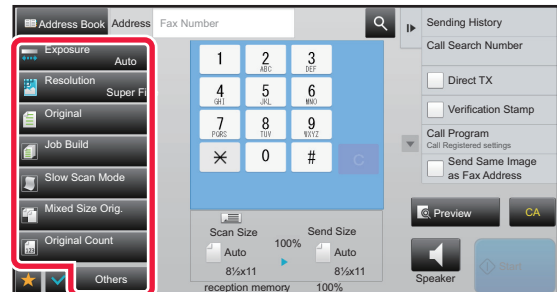 Address Book Address Fax Number
Exposure
Auto
Resolution
Super Fi
Original
Job Build
Slow Scan Mode
Mixed Size Orig.
Original Count
Others
1
2 ABC
3 DEF
4 GHI
5 JKL
6 MNO
7 PQRS
8 TUV
9 WXYZ
0
#
C
Scan Size
Auto
8½x11
100%
Send Size
Auto
8½x11
reception memory 100%
Sending History
Call Search Number
Direct TX
Verification Stamp
Call Program
Call Registered settings
Send Same Image
as Fax Address
Preview
CA
Speaker
Start